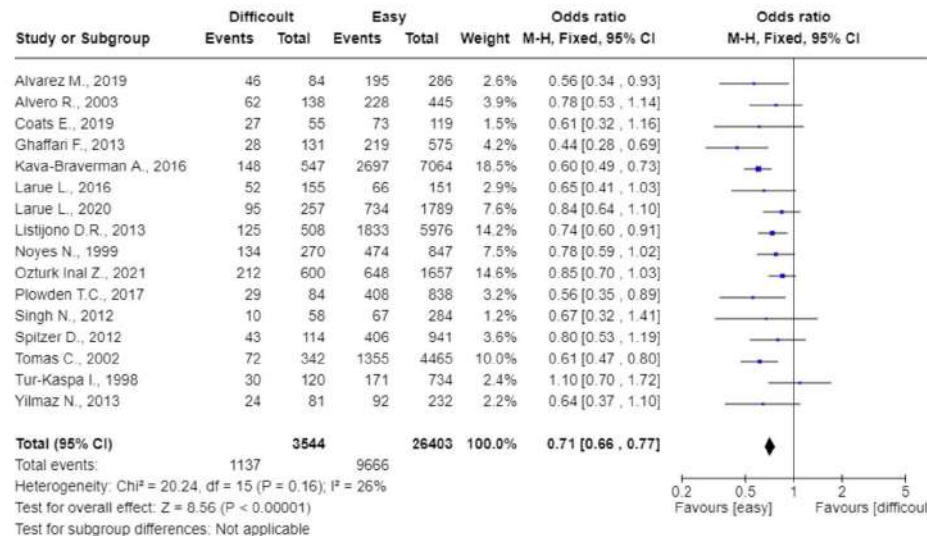 Difficult Easy Odds ratio Odds ratio
Study or Subgroup Events Total Events Total Weight M-H, Fixed, 95% CI M-H, Fixed, 95% CI
Alvarez M., 2019 46 84 195 286 2.6% 0.56 [0.34 , 0.93]
Alvero R., 2003 62 138 228 445 3.9% 0.78 [0.53 , 1.14]
Coats E., 2019 27 55 73 119 1.5% 0.61 [0.32 , 1.16]
Ghaffari F., 2013 28 131 219 575 4.2% 0.44 [0.28 , 0.69]
Kava-Braverman A., 2016 148 547 2697 7064 18.5% 0.60 [0.49 , 0.73]
Larue L., 2016 52 155 66 151 2.9% 0.65 [0.41 , 1.03]
Larue L., 2020 95 257 734 1789 7.6% 0.84 [0.64 , 1.10]
Listijono D.R., 2013 125 508 1833 5976 14.2% 0.74 [0.60 , 0.91]
Noyes N., 1999 134 270 474 847 7.5% 0.78 [0.59 , 1.02]
Ozturk Inal Z., 2021 212 600 648 1657 14.6% 0.85 [0.70 , 1.03]
Plowden T.C., 2017 29 84 408 838 3.2% 0.56 [0.35 , 0.89]
Singh N., 2012 10 58 67 284 1.2% 0.67 [0.32 , 1.41]
Spitzer D., 2012 43 114 406 941 3.6% 0.80 [0.53 , 1.19]
Tomas C., 2002 72 342 1355 4465 10.0% 0.61 [0.47 , 0.80]
Tur-Kaspa I., 1998 30 120 171 734 2.4% 1.10 [0.70 , 1.72]
Yilmaz N., 2013 24 81 92 232 2.2% 0.64 [0.37 , 1.10]
Total (95% CI) 3544 26403 100.0% 0.71 [0.66 , 0.77]
Total events: 1137 9666
Heterogeneity: Chi² = 20.24, df = 15 (P = 0.16); I² = 26%
Test for overall effect: Z = 8.56 (P < 0.00001)
Test for subgroup differences: Not applicable
0.2 0.5 1 2 5
Favours [easy] Favours [difficul